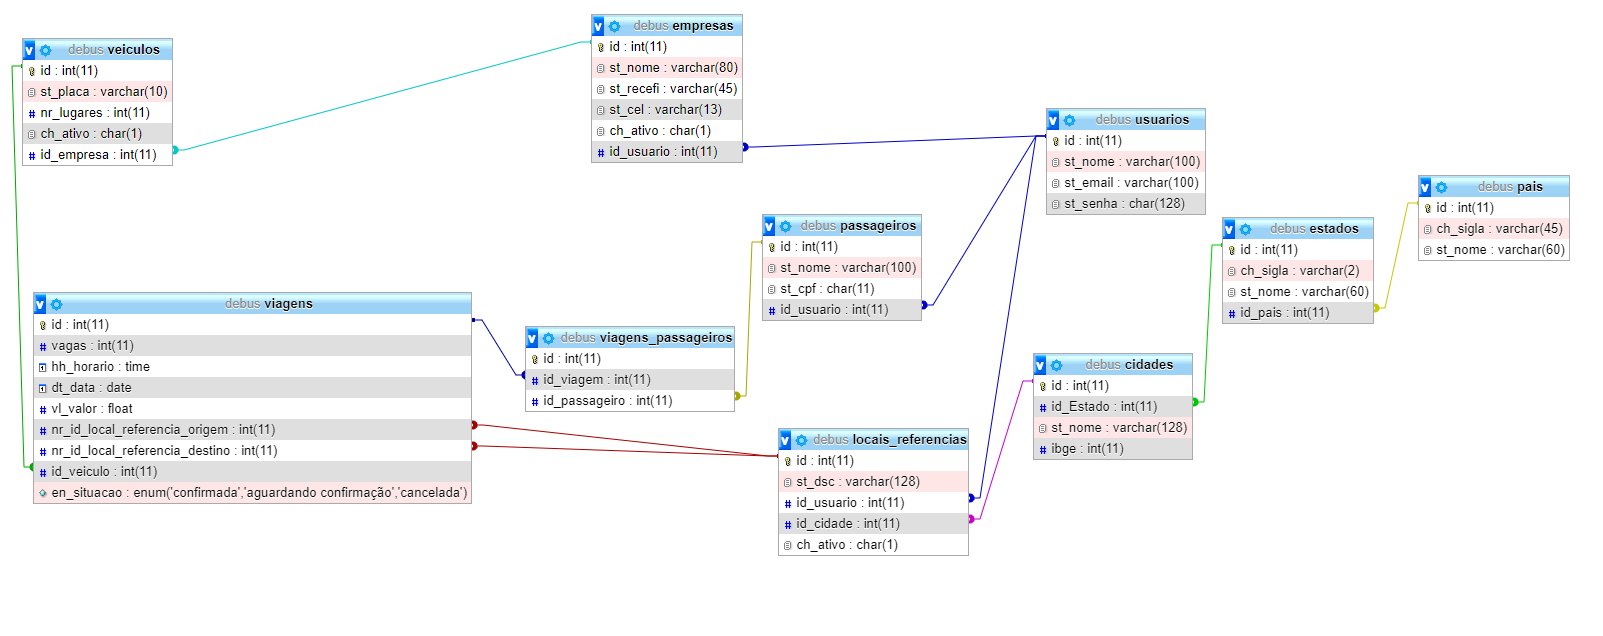 debus veiculos
id : int(11)
st_placa : varchar(10)
nr_lugares : int(11)
ch_ativo : char(1)
id_empresa : int(11)
debus empresas
id : int(11)
st_nome : varchar(80)
st_recefi : varchar(45)
st_cel : varchar(13)
ch_ativo : char(1)
id_usuario : int(11)
debus usuarios
id : int(11)
st_nome : varchar(100)
st_email : varchar(100)
st_senha : char(128)
debus pais
id : int(11)
ch_sigla : varchar(45)
st_nome : varchar(60)
debus estados
id : int(11)
ch_sigla : varchar(2)
st_nome : varchar(60)
id_pais : int(11)
debus passageiros
id : int(11)
st_nome : varchar(100)
st_cpf : char(11)
id_usuario : int(11)
debus viagens
id : int(11)
vagas : int(11)
hh_horario : time
dt_data : date
vl_valor : float
nr_id_local_referencia_origem : int(11)
nr_id_local_referencia_destino : int(11)
id_veiculo : int(11)
en_situacao : enum('confirmada','aguardando confirmação','cancelada')
debus viagens_passageiros
id : int(11)
id_viagem : int(11)
id_passageiro : int(11)
debus cidades
id : int(11)
id_Estado : int(11)
st_nome : varchar(128)
ibge : int(11)
debus locais_referencias
id : int(11)
st_dsc : varchar(128)
id_usuario : int(11)
id_cidade : int(11)
ch_ativo : char(1)